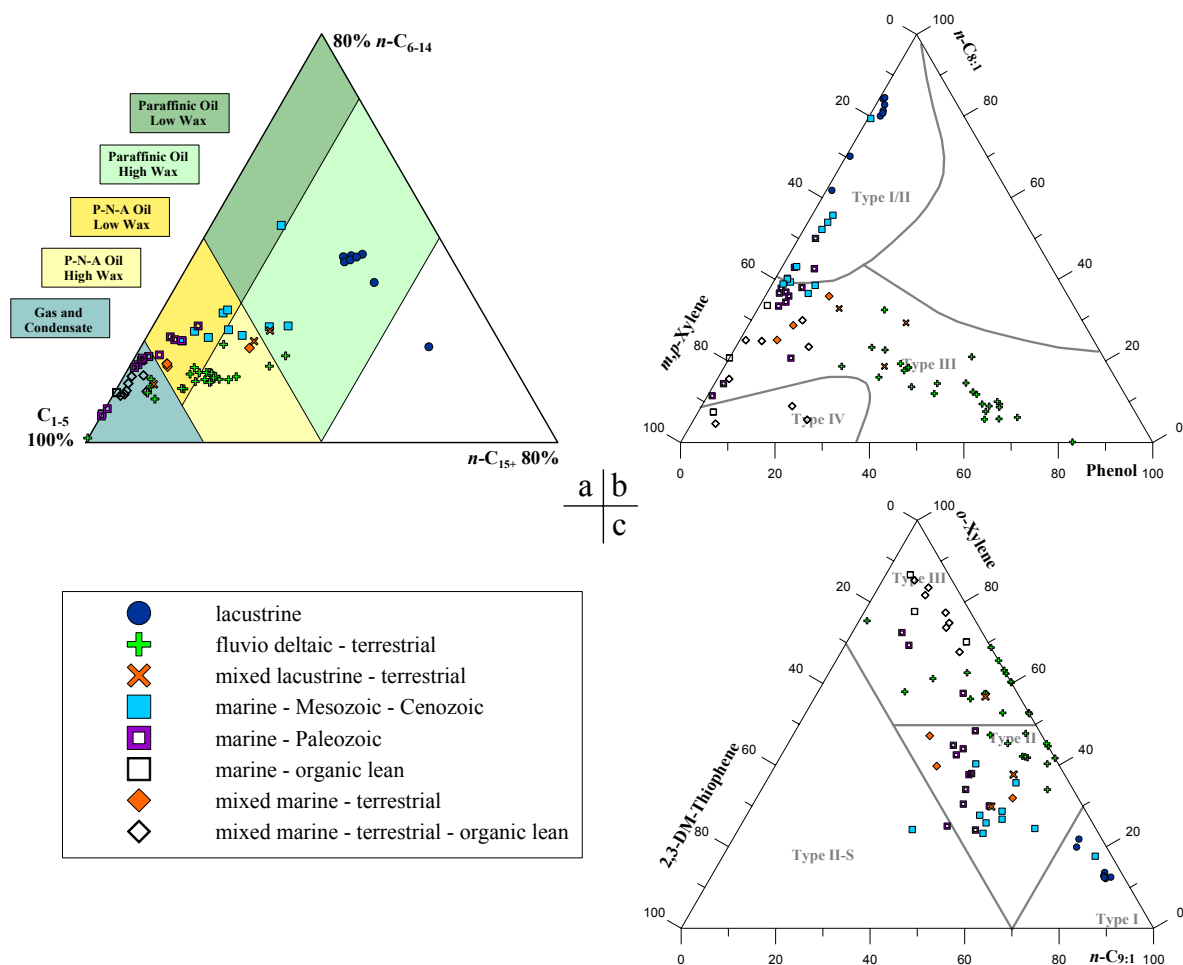 80% n-C6-14
Paraffinic Oil
Low Wax
Paraffinic Oil
High Wax
P-N-A Oil
Low Wax
P-N-A Oil
High Wax
Gas and
Condensate
C1-5
100%
n-C15+ 80%
0
100
n-C8:1
20
80
40
60
Type I/II
60
40
m,p-Xylene
80
20
Type III
Type IV
100
0
Phenol
0
20
40
60
80
100
a
b
c
0
100
o-Xylene
Type III
20
80
40
60
Type II
60
40
2,3-DM-Thiophene
80
20
Type II-S
Type I
100
0
n-C9:1
0
20
40
60
80
100
lacustrine
fluvio deltaic - terrestrial
mixed lacustrine - terrestrial
marine - Mesozoic - Cenozoic
marine - Paleozoic
marine - organic lean
mixed marine - terrestrial
mixed marine - terrestrial - organic lean